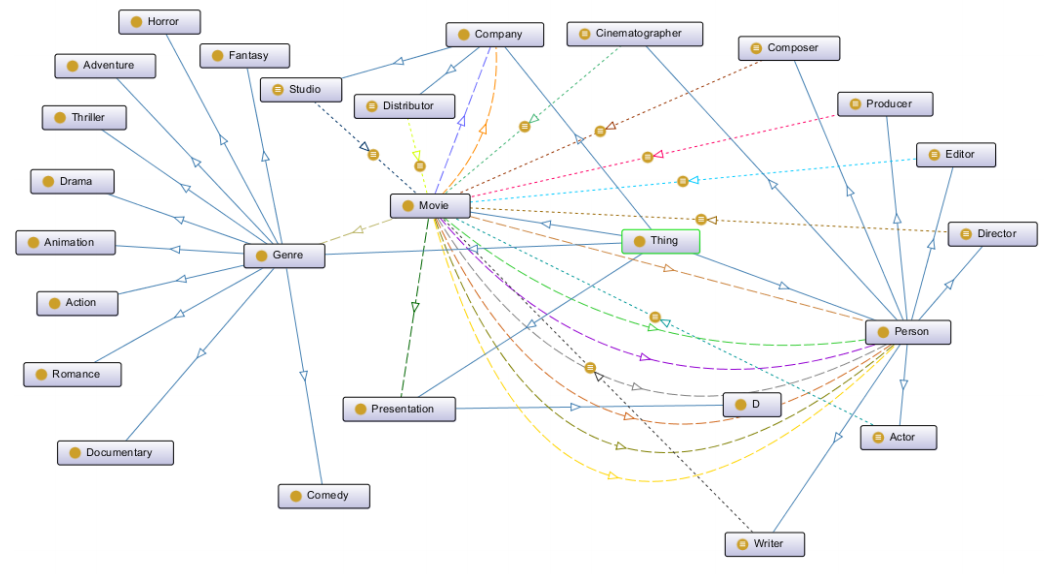 Horror
Company
Cinematographer
Composer
Fantasy
Adventure
Studio
Distributor
Producer
Thriller
Editor
Drama
Movie
Director
Animation
Thing
Genre
Action
Person
Romance
Presentation
D
Actor
Documentary
Comedy
Writer